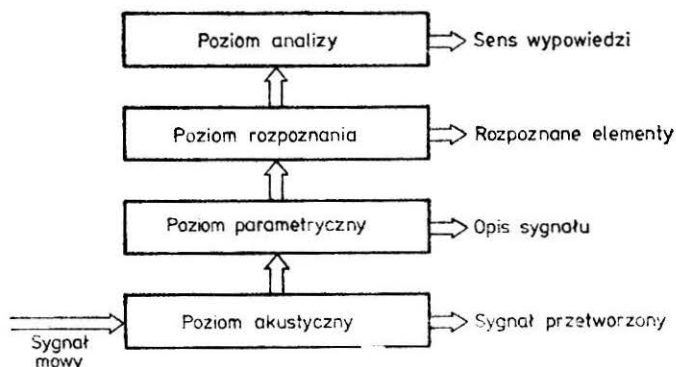 Poziom analizy
Sens wypowiedzi
Poziom rozpoznania
Rozpoznane elementy
Poziom parametryczny
Opis sygnału
Poziom akustyczny
Sygnał przetworzony
Sygnał
mowy